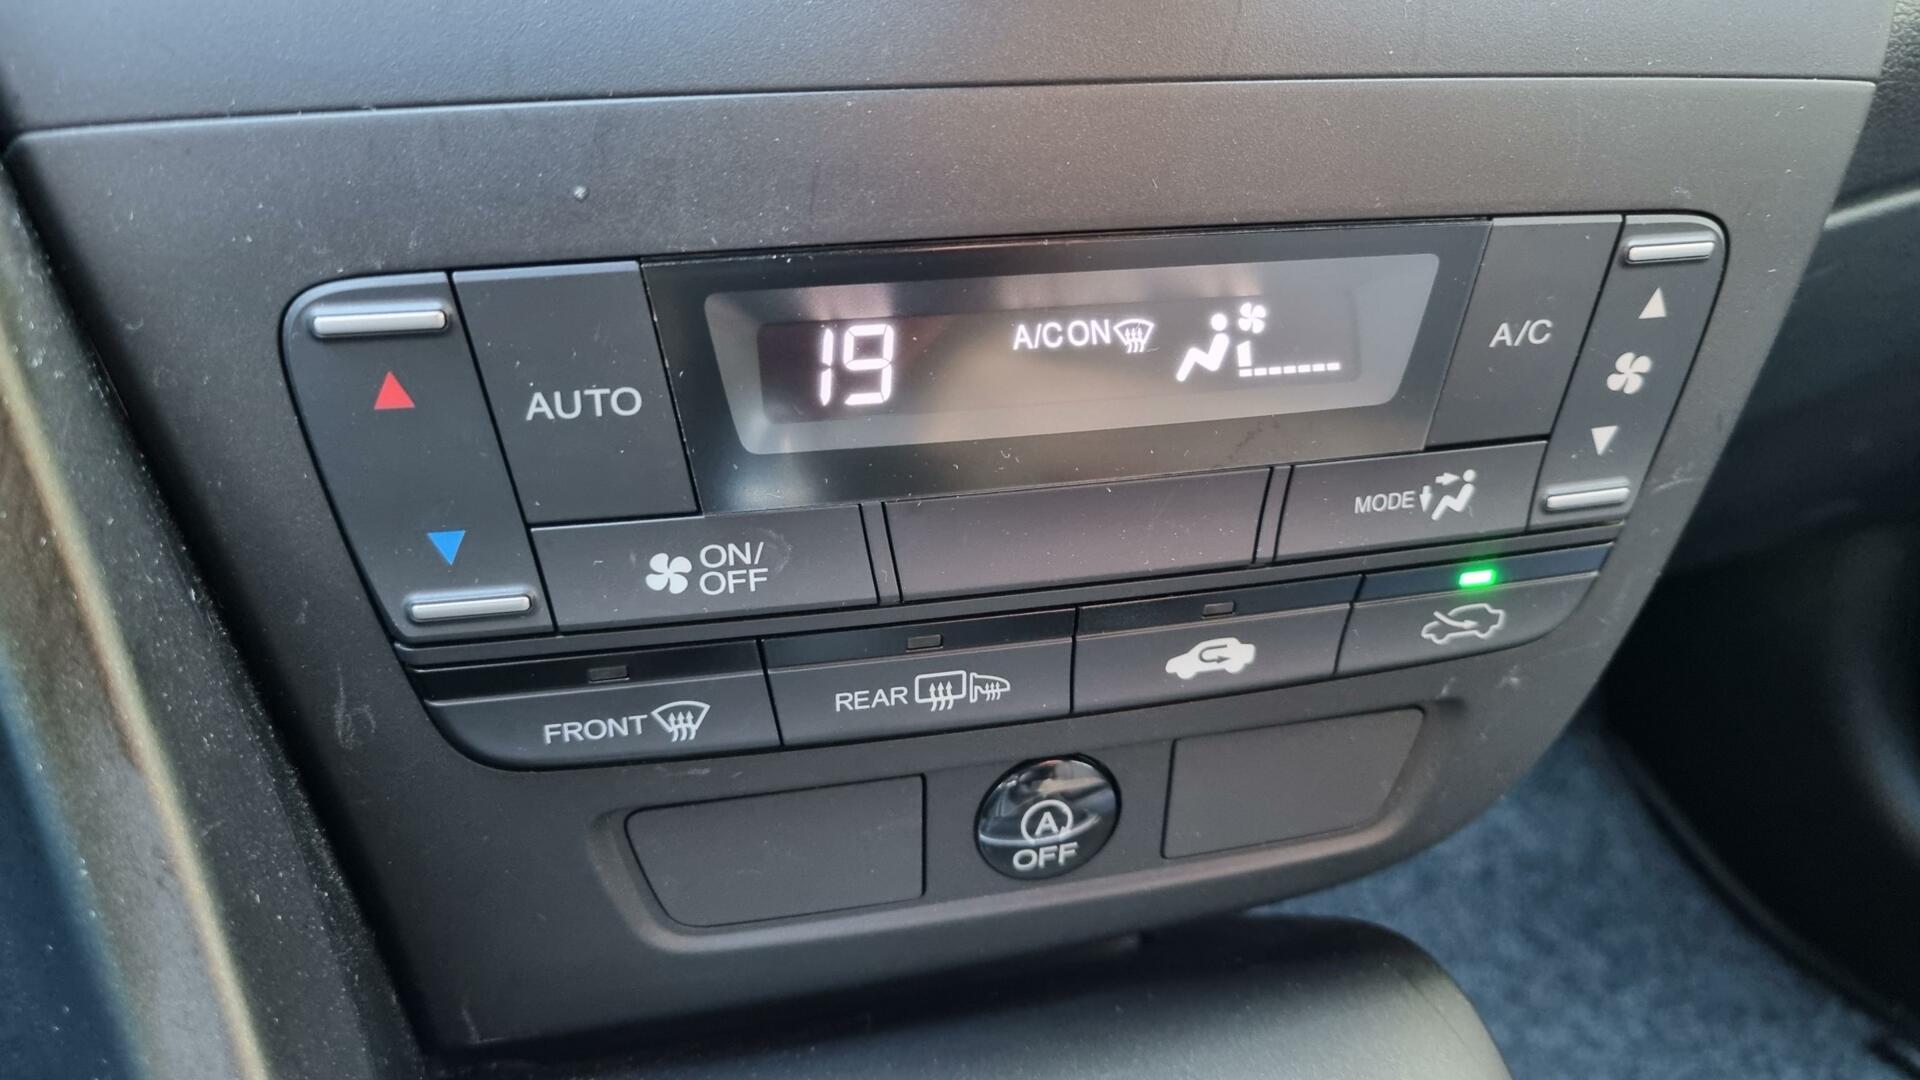 19 A/C ON
AUTO
A/C
MODE
ON/
OFF
FRONT
REAR
A
OFF